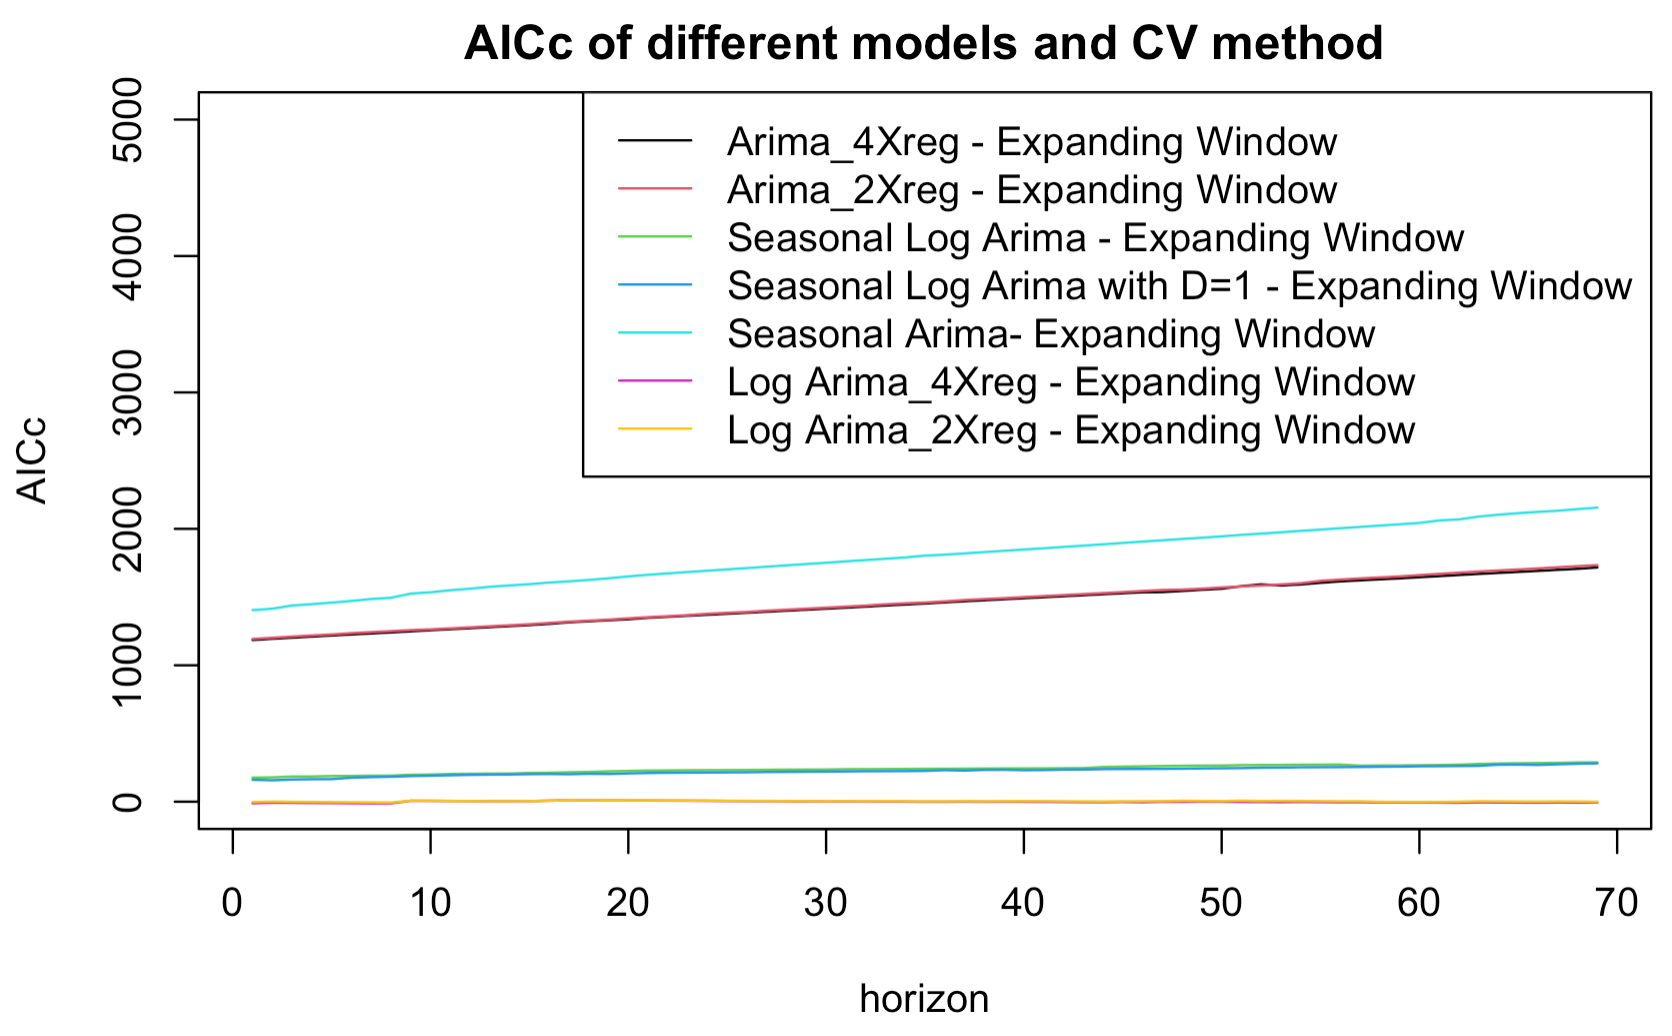 AICc of different models and CV method
AICc
5000
4000
3000
2000
1000
0
Arima_4Xreg - Expanding Window
Arima_2Xreg - Expanding Window
Seasonal Log Arima - Expanding Window
Seasonal Log Arima with D=1 - Expanding Window
Seasonal Arima- Expanding Window
Log Arima_4Xreg - Expanding Window
Log Arima_2Xreg - Expanding Window
0 10 20 30 40 50 60 70
horizon